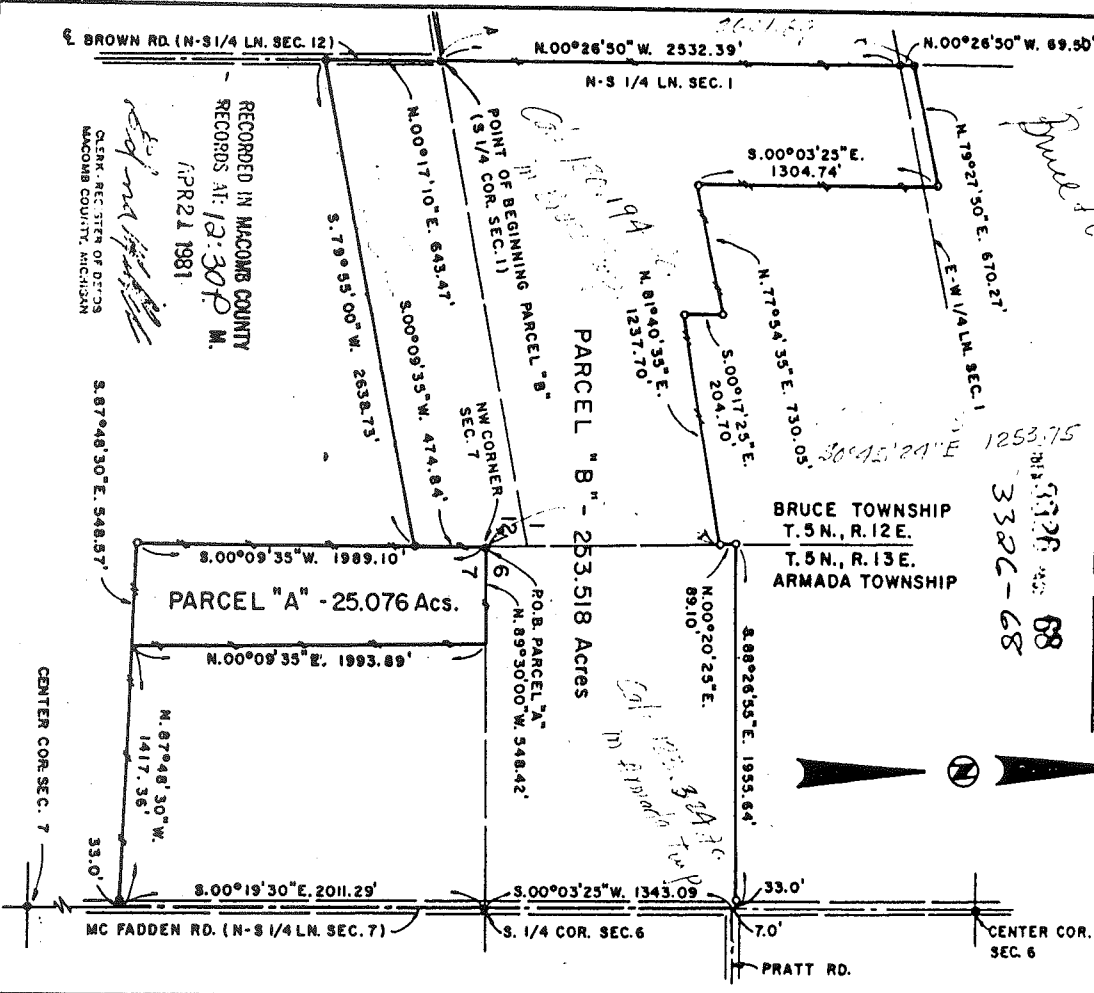 ℄ BROWN RD. (N-S 1/4 LN. SEC. 12)
N.00°26'50"W. 2532.39'
N-S 1/4 LN. SEC. 1
N.00°26'50"W. 69.50'
N.00°17'10"E. 643.47'
POINT OF BEGINNING PARCEL "B"
(S 1/4 COR. SEC. 1)
RECORDED IN MACOMB COUNTY
RECORDS AT: 12:30 P M.
APR 21 1981
CLERK-REGISTER OF DEEDS
MACOMB COUNTY, MICHIGAN
S.79°55'00"W. 2638.73'
S.00°09'35"W. 474.84'
NW CORNER
SEC. 7
S.00°03'25"E.
1304.74'
N.79°27'50"E. 670.27'
E-W 1/4 LN. SEC. 1
N.77°54'35"E. 730.05'
S.00°17'25"E.
204.70'
N.81°40'35"E.
1237.70'
PARCEL "B" - 253.518 Acres
1253.75
68
3326-68
BRUCE TOWNSHIP
T. 5 N., R. 12 E.
T. 5 N., R. 13 E.
ARMADA TOWNSHIP
12 1
7 6
S.87°48'30"E. 548.57'
S.00°09'35"W. 1989.10'
PARCEL "A" - 25.076 Acs.
N.00°09'35"E. 1993.89'
P.O.B. PARCEL "A"
N.89°30'00"W. 548.42'
N.00°20'25"E.
89.10'
S.88°26'55"E. 1955.64'
N
N.87°48'30"W.
1417.36'
CENTER COR. SEC. 7
33.0'
S.00°19'30"E. 2011.29'
S.00°03'25"W. 1343.09
33.0'
MC FADDEN RD. (N-S 1/4 LN. SEC. 7)
S. 1/4 COR. SEC. 6
7.0'
PRATT RD.
CENTER COR.
SEC. 6